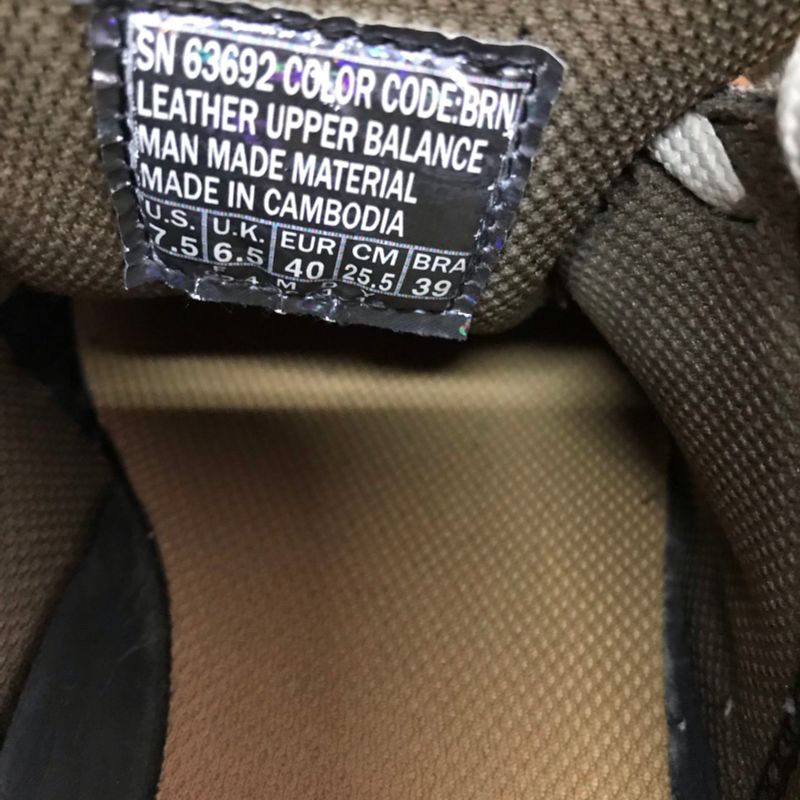 SN 63692 COLOR CODE:BRN
LEATHER UPPER BALANCE
MAN MADE MATERIAL
MADE IN CAMBODIA
U.S. U.K. EUR CM BRA
7.5 6.5 40 25.5 39